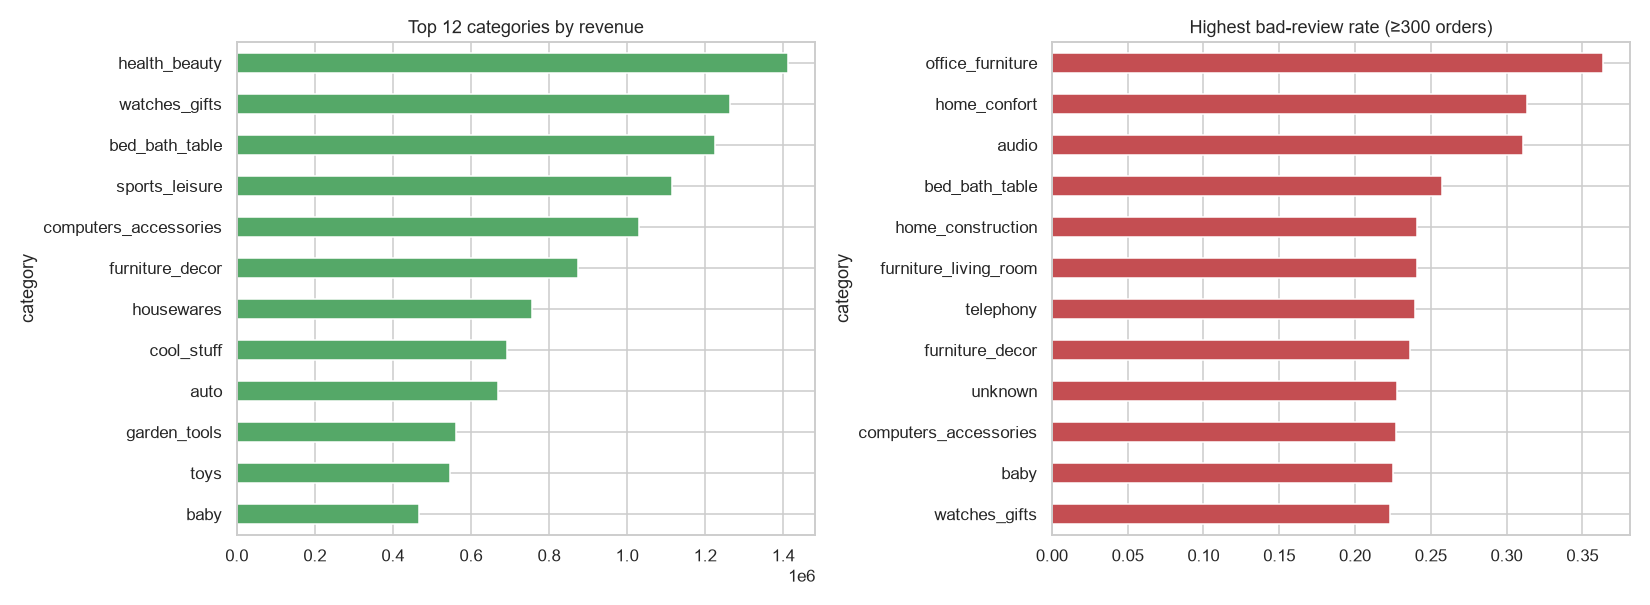 Top 12 categories by revenue
category
health_beauty
watches_gifts
bed_bath_table
sports_leisure
computers_accessories
furniture_decor
housewares
cool_stuff
auto
garden_tools
toys
baby
0.0 0.2 0.4 0.6 0.8 1.0 1.2 1.4
1e6
Highest bad-review rate (≥300 orders)
category
office_furniture
home_confort
audio
bed_bath_table
home_construction
furniture_living_room
telephony
furniture_decor
unknown
computers_accessories
baby
watches_gifts
0.00 0.05 0.10 0.15 0.20 0.25 0.30 0.35